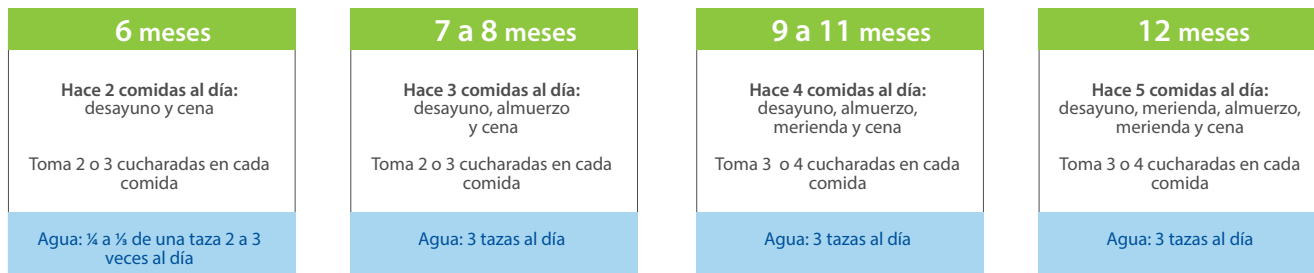 6 meses
Hace 2 comidas al día:
desayuno y cena
Toma 2 o 3 cucharadas en cada
comida
Agua: ¼ a ⅓ de una taza 2 a 3
veces al día
7 a 8 meses
Hace 3 comidas al día:
desayuno, almuerzo
y cena
Toma 2 o 3 cucharadas en cada
comida
Agua: 3 tazas al día
9 a 11 meses
Hace 4 comidas al día:
desayuno, almuerzo,
merienda y cena
Toma 3 o 4 cucharadas en cada
comida
Agua: 3 tazas al día
12 meses
Hace 5 comidas al día:
desayuno, merienda, almuerzo,
merienda y cena
Toma 3 o 4 cucharadas en cada
comida
Agua: 3 tazas al día